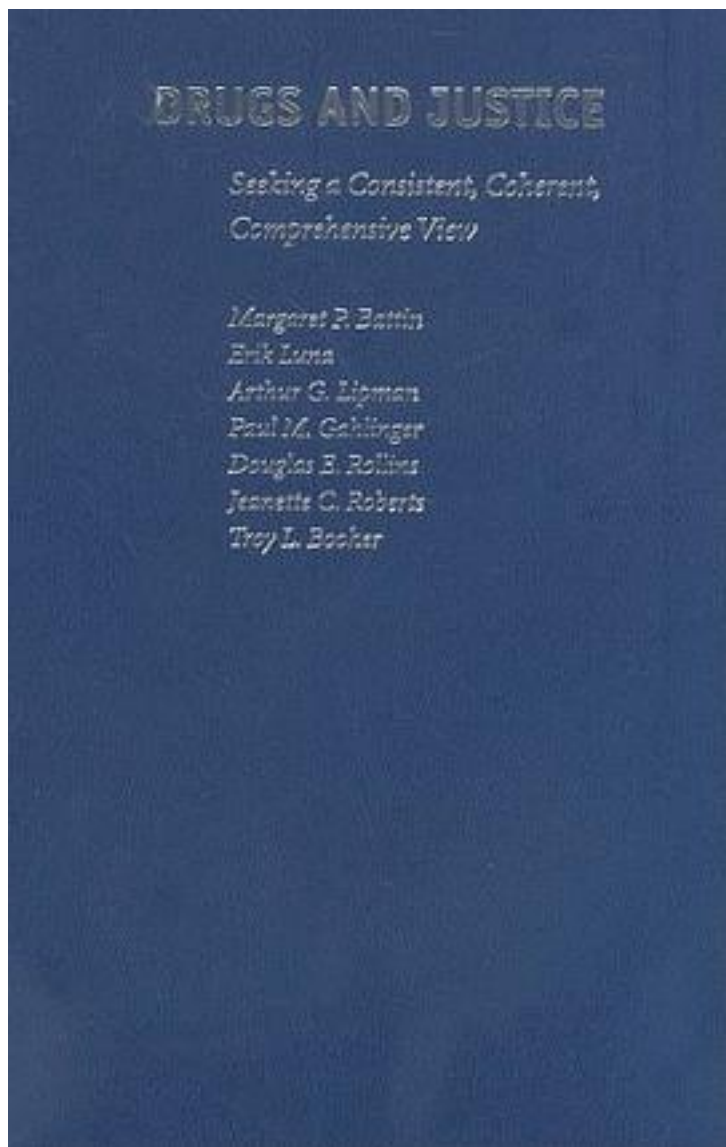 DRUGS AND JUSTICE
Seeking a Consistent, Coherent,
Comprehensive View
Margaret P. Battin
Erik Luna
Arthur G. Lipman
Paul M. Gahlinger
Douglas E. Rollins
Jeanette C. Roberts
Troy L. Booher